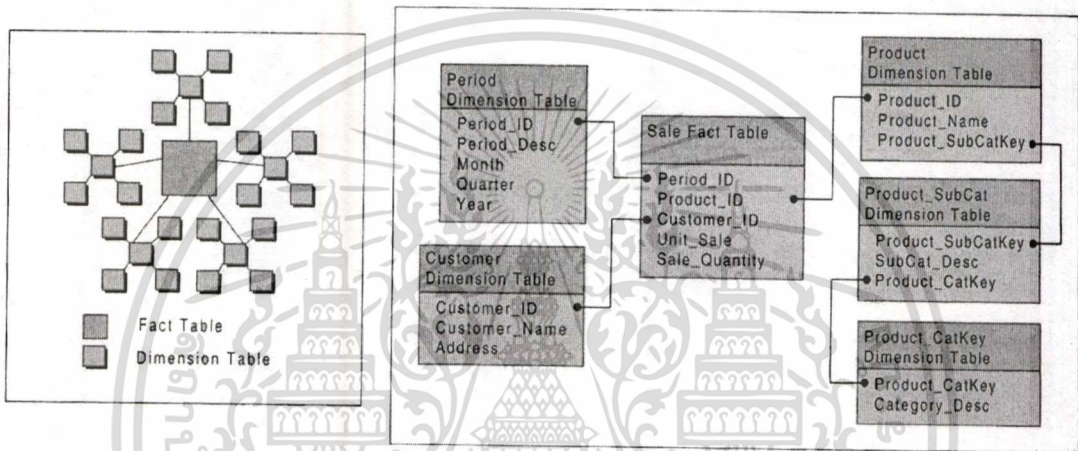 Fact Table
Dimension Table
Period
Dimension Table
Period_ID
Period_Desc
Month
Quarter
Year
Customer
Dimension Table
Customer_ID
Customer_Name
Address
Sale Fact Table
Period_ID
Product_ID
Customer_ID
Unit_Sale
Sale_Quantity
Product
Dimension Table
Product_ID
Product_Name
Product_SubCatKey
Product_SubCat
Dimension Table
Product_SubCatKey
SubCat_Desc
Product_CatKey
Product_CatKey
Dimension Table
Product_CatKey
Category_Desc